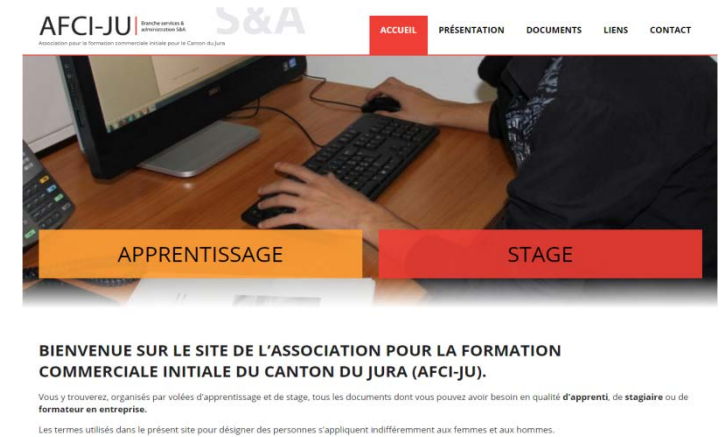 AFCI-JU
Branche services &
administration S&A
S&A
Association pour la formation commerciale initiale pour le Canton du Jura
ACCUEIL PRÉSENTATION DOCUMENTS LIENS CONTACT
APPRENTISSAGE
STAGE
BIENVENUE SUR LE SITE DE L'ASSOCIATION POUR LA FORMATION
COMMERCIALE INITIALE DU CANTON DU JURA (AFCI-JU).
Vous y trouverez, organisés par volées d'apprentissage et de stage, tous les documents dont vous pouvez avoir besoin en qualité d'apprenti, de stagiaire ou de
formateur en entreprise.
Les termes utilisés dans le présent site pour désigner des personnes s'appliquent indifféremment aux femmes et aux hommes.